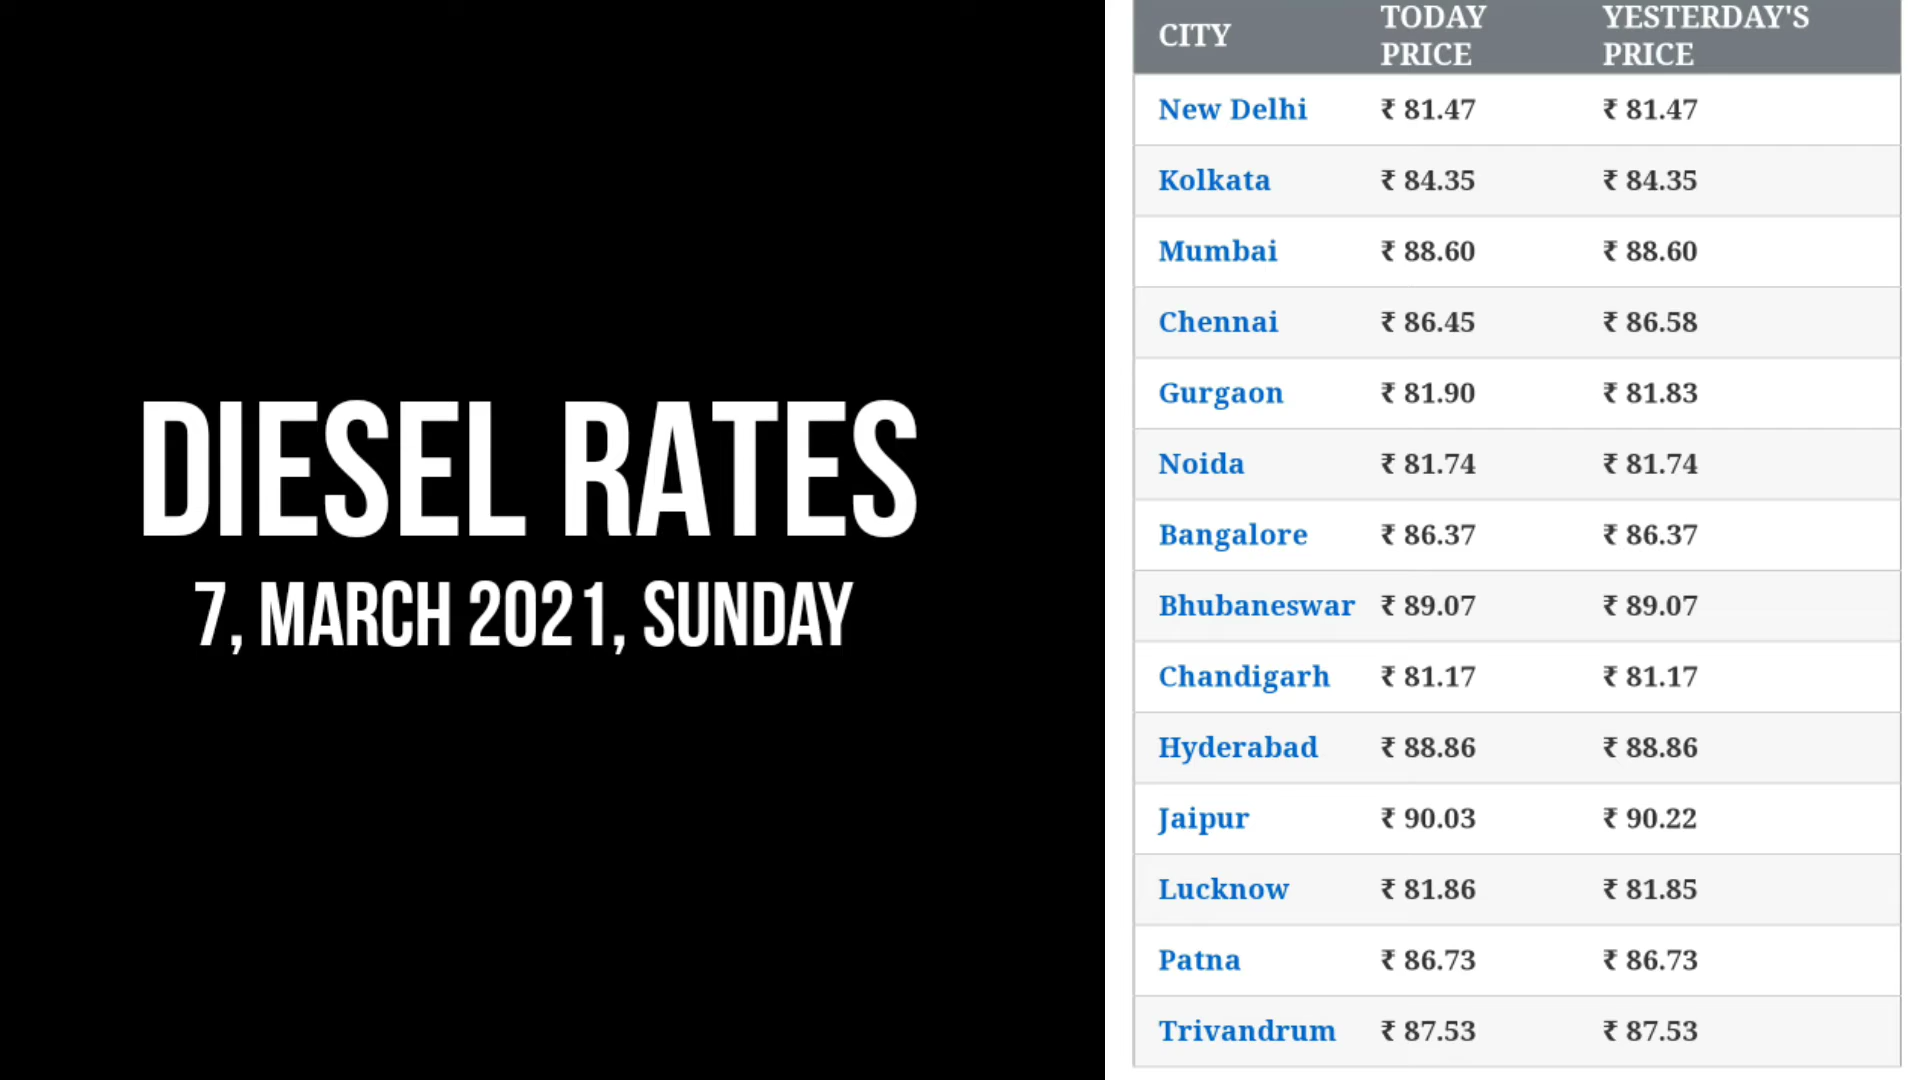 DIESEL RATES
7, MARCH 2021, SUNDAY
CITY TODAY PRICE YESTERDAY'S PRICE
New Delhi ₹ 81.47 ₹ 81.47
Kolkata ₹ 84.35 ₹ 84.35
Mumbai ₹ 88.60 ₹ 88.60
Chennai ₹ 86.45 ₹ 86.58
Gurgaon ₹ 81.90 ₹ 81.83
Noida ₹ 81.74 ₹ 81.74
Bangalore ₹ 86.37 ₹ 86.37
Bhubaneswar ₹ 89.07 ₹ 89.07
Chandigarh ₹ 81.17 ₹ 81.17
Hyderabad ₹ 88.86 ₹ 88.86
Jaipur ₹ 90.03 ₹ 90.22
Lucknow ₹ 81.86 ₹ 81.85
Patna ₹ 86.73 ₹ 86.73
Trivandrum ₹ 87.53 ₹ 87.53